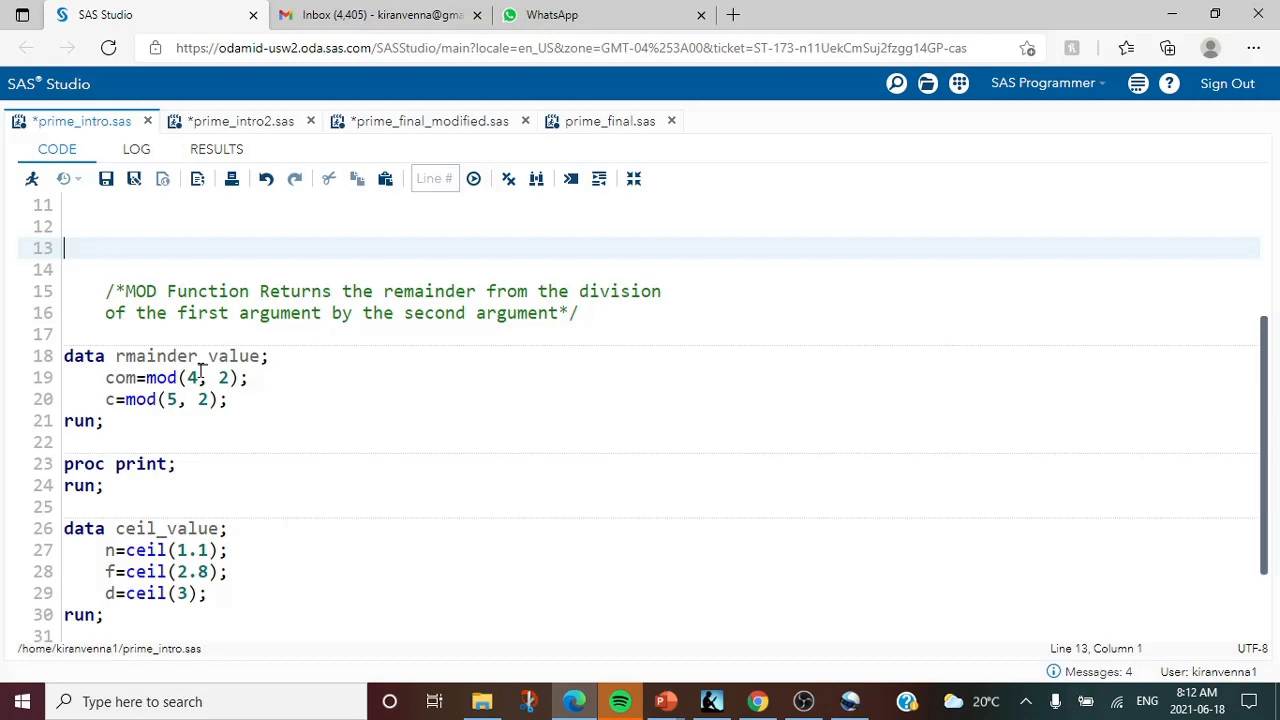 SAS Studio
Inbox (4,405) - kiranvenna@gma
WhatsApp
https://odamid-usw2.oda.sas.com/SASStudio/main?locale=en_US&zone=GMT-04%253A00&ticket=ST-173-n11UekCmSuj2fzgg14GP-cas
SAS® Studio
SAS Programmer
Sign Out
*prime_intro.sas
*prime_intro2.sas
*prime_final_modified.sas
prime_final.sas
CODE
LOG
RESULTS
Line #
11
12
13
14
15 /*MOD Function Returns the remainder from the division
16 of the first argument by the second argument*/
17
18 data rmainder_value;
19 com=mod(4, 2);
20 c=mod(5, 2);
21 run;
22
23 proc print;
24 run;
25
26 data ceil_value;
27 n=ceil(1.1);
28 f=ceil(2.8);
29 d=ceil(3);
30 run;
31
/home/kiranvenna1/prime_intro.sas
Line 13, Column 1
UTF-8
Messages: 4
User: kiranvenna1
Type here to search
20°C
ENG
8:12 AM
2021-06-18